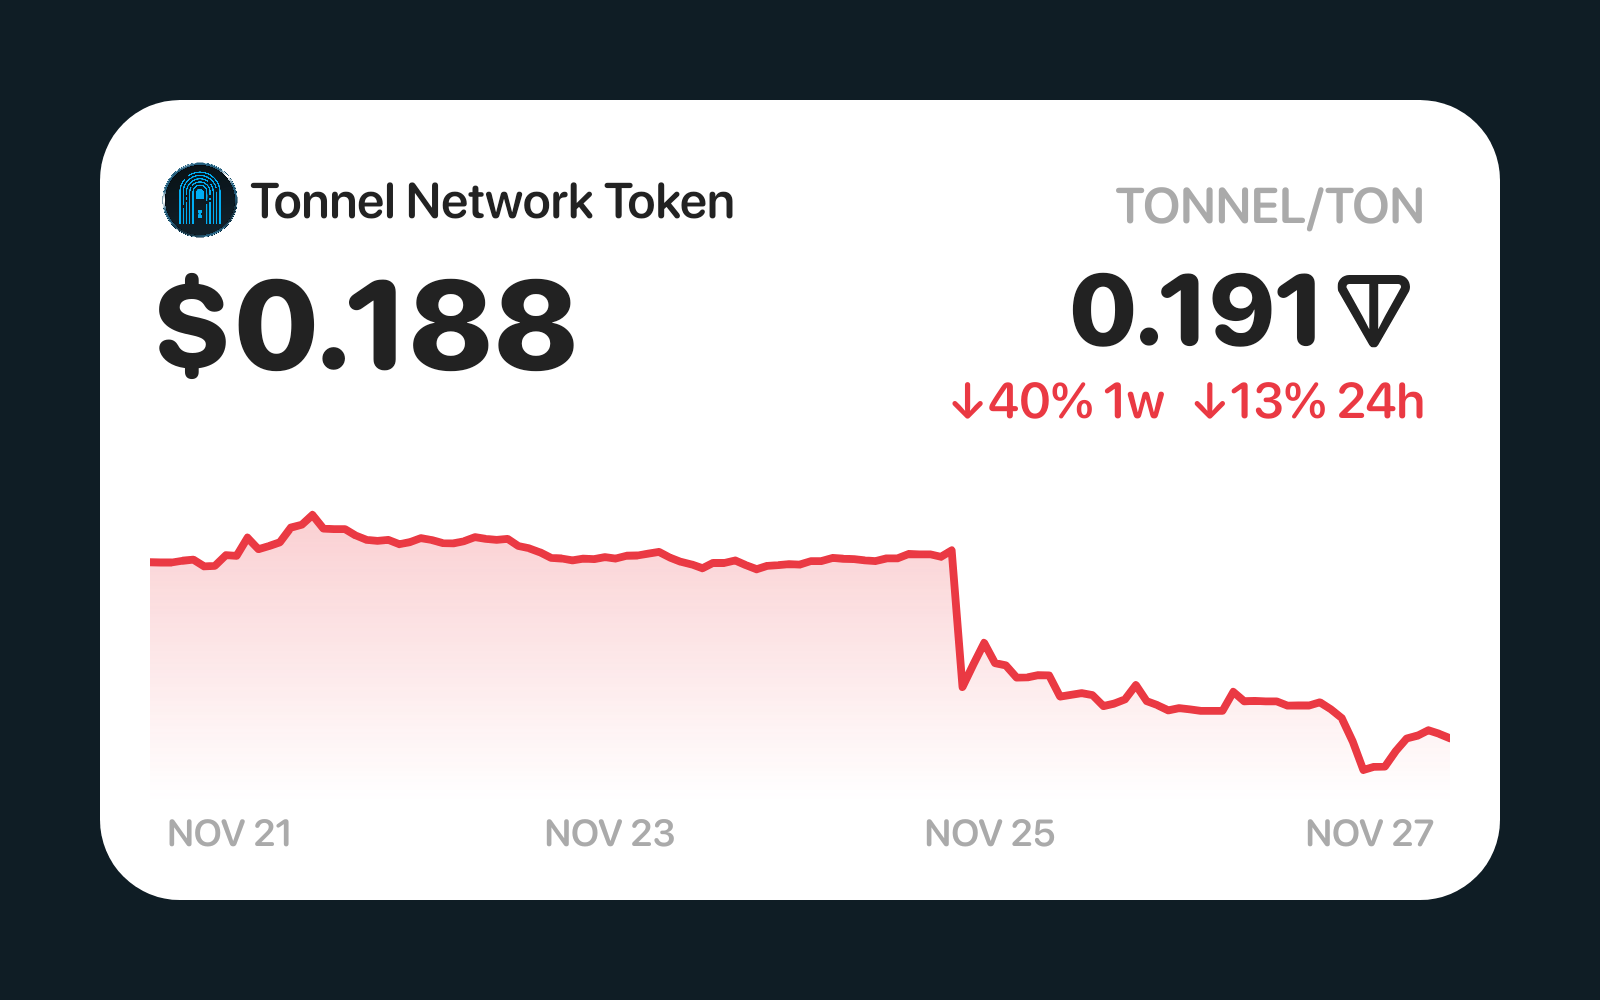 Tonnel Network Token
TONNEL/TON
$0.188
0.191
↓40% 1w ↓13% 24h
NOV 21 NOV 23 NOV 25 NOV 27